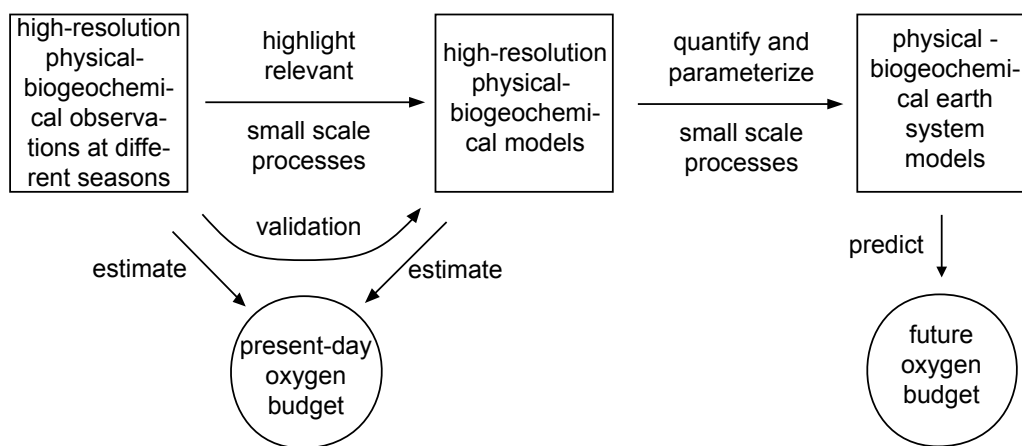 high-resolution
physical-
biogeochemi-
cal observa-
tions at diffe-
rent seasons
highlight
relevant
small scale
processes
high-resolution
physical-
biogeochemi-
cal models
quantify and
parameterize
small scale
processes
physical -
biogeochemi-
cal earth
system
models
validation
estimate
estimate
predict
present-day
oxygen
budget
future
oxygen
budget